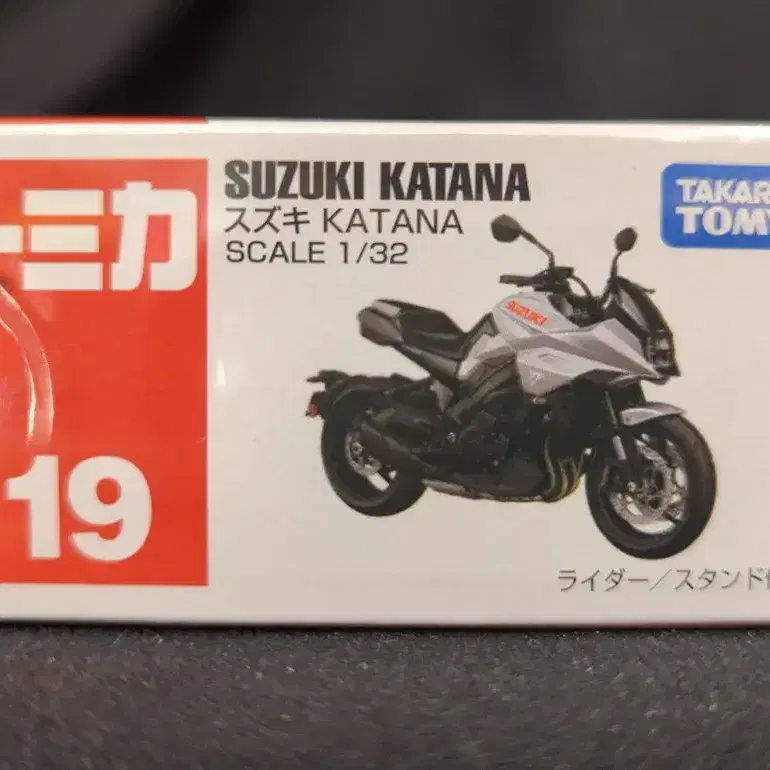 トミカ
19
SUZUKI KATANA
スズキ KATANA
SCALE 1/32
TAKAR
TOMY
SUZUKI
ライダー/スタンド